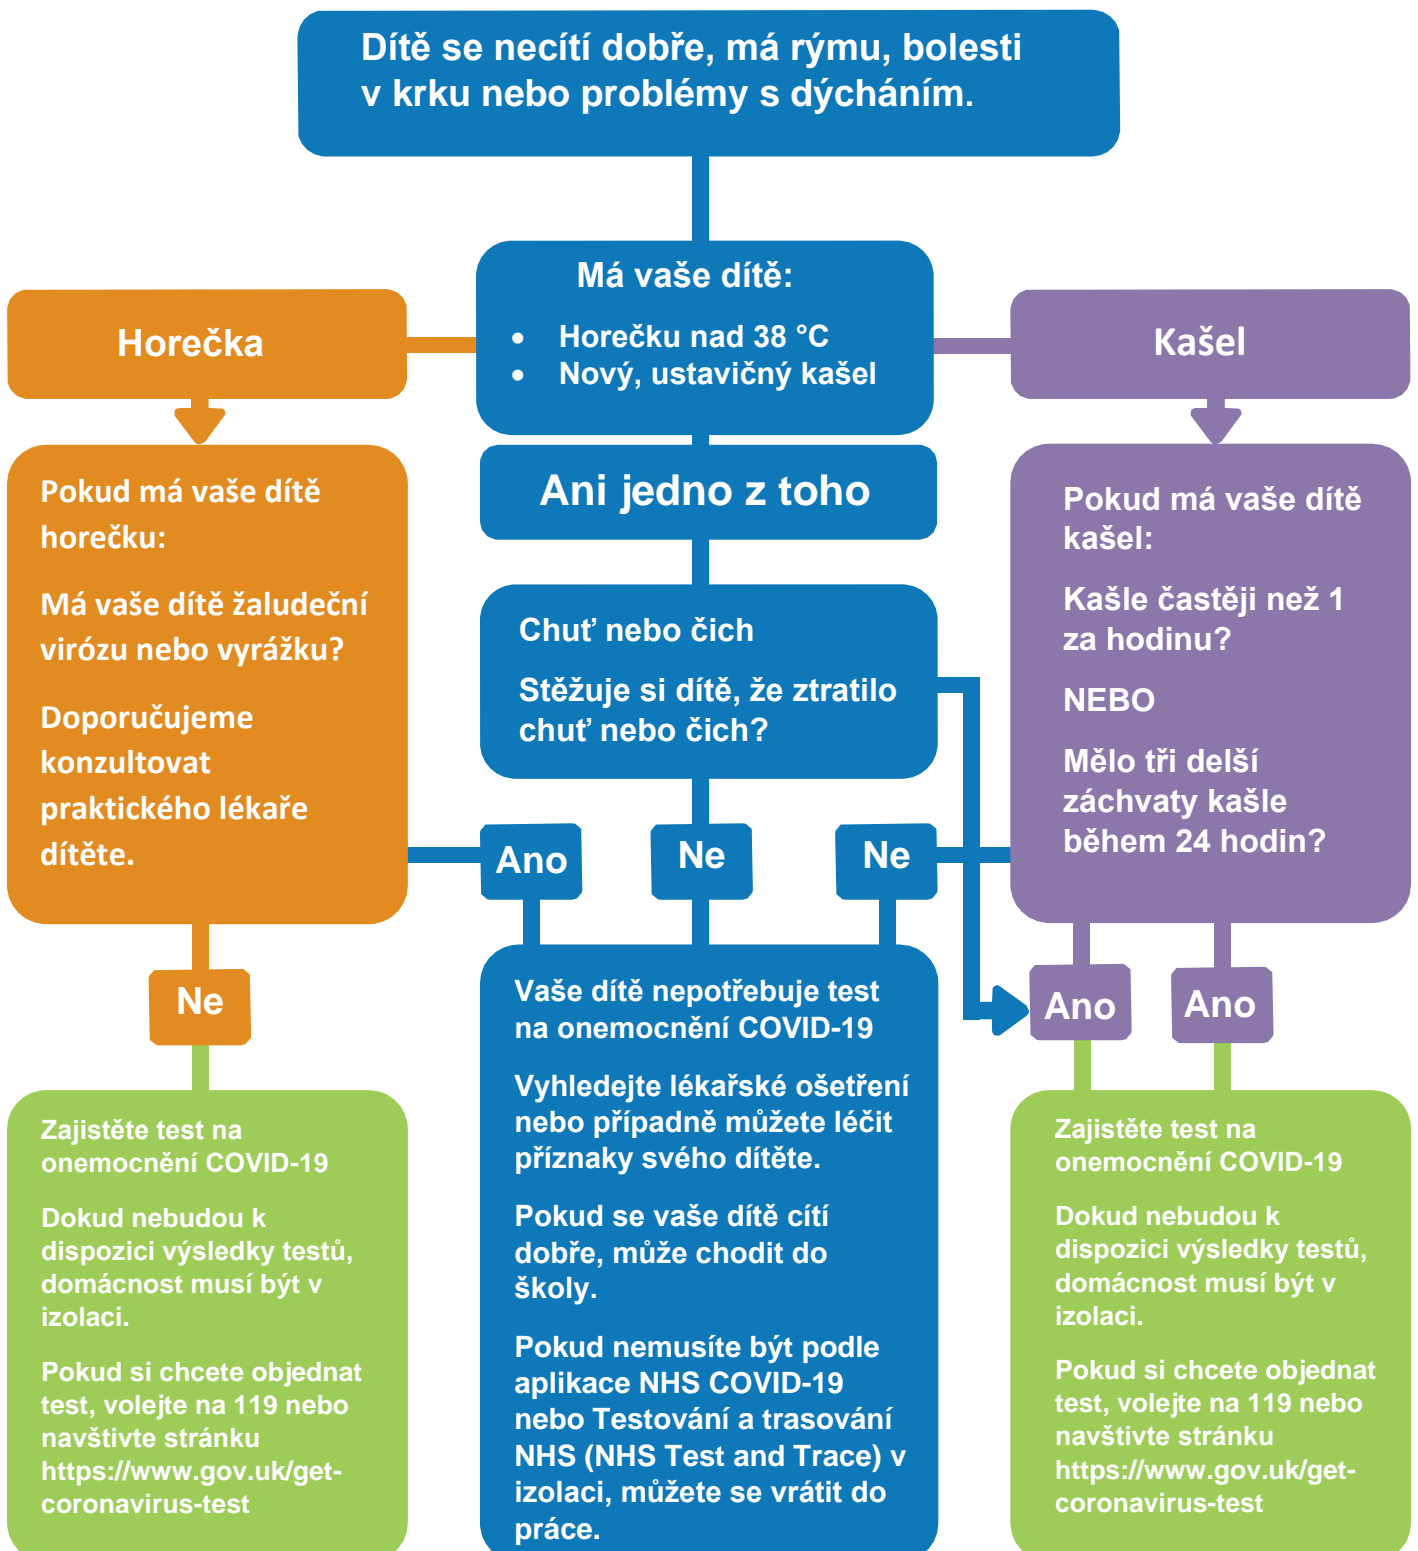 Dítě se necítí dobře, má rýmu, bolesti
v krku nebo problémy s dýcháním.
Má vaše dítě:
• Horečku nad 38 °C
• Nový, ustavičný kašel
Horečka
Kašel
Pokud má vaše dítě
horečku:
Má vaše dítě žaludeční
virózu nebo vyrážku?
Doporučujeme
konzultovat
praktického lékaře
dítěte.
Ani jedno z toho
Chuť nebo čich
Stěžuje si dítě, že ztratilo
chuť nebo čich?
Pokud má vaše dítě
kašel:
Kašle častěji než 1
za hodinu?
NEBO
Mělo tři delší
záchvaty kašle
během 24 hodin?
Ano
Ne
Ne
Ne
Ano
Ano
Zajistěte test na
onemocnění COVID-19
Dokud nebudou k
dispozici výsledky testů,
domácnost musí být v
izolaci.
Pokud si chcete objednat
test, volejte na 119 nebo
navštivte stránku
https://www.gov.uk/get-
coronavirus-test
Vaše dítě nepotřebuje test
na onemocnění COVID-19
Vyhledejte lékařské ošetření
nebo případně můžete léčit
příznaky svého dítěte.
Pokud se vaše dítě cítí
dobře, může chodit do
školy.
Pokud nemusíte být podle
aplikace NHS COVID-19
nebo Testování a trasování
NHS (NHS Test and Trace) v
izolaci, můžete se vrátit do
práce.
Zajistěte test na
onemocnění COVID-19
Dokud nebudou k
dispozici výsledky testů,
domácnost musí být v
izolaci.
Pokud si chcete objednat
test, volejte na 119 nebo
navštivte stránku
https://www.gov.uk/get-
coronavirus-test